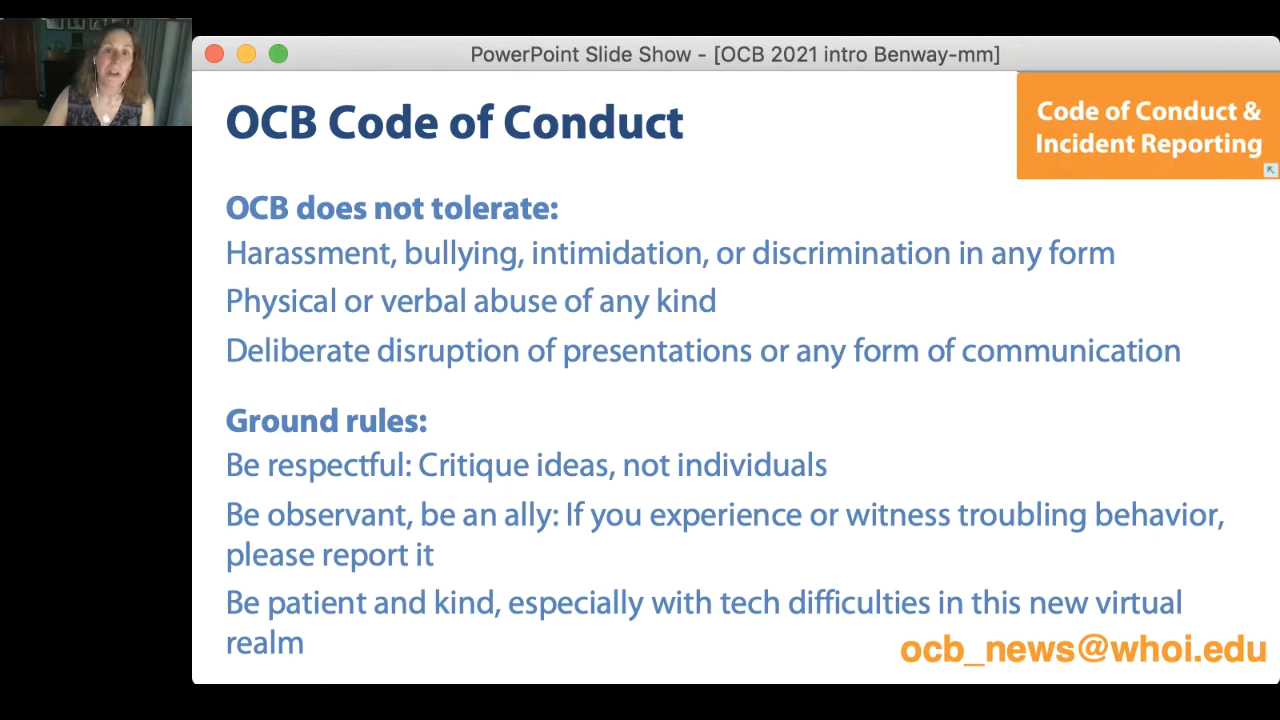 PowerPoint Slide Show - [OCB 2021 intro Benway-mm]
OCB Code of Conduct
Code of Conduct &
Incident Reporting
OCB does not tolerate:
Harassment, bullying, intimidation, or discrimination in any form
Physical or verbal abuse of any kind
Deliberate disruption of presentations or any form of communication
Ground rules:
Be respectful: Critique ideas, not individuals
Be observant, be an ally: If you experience or witness troubling behavior,
please report it
Be patient and kind, especially with tech difficulties in this new virtual
realm
ocb_news@whoi.edu